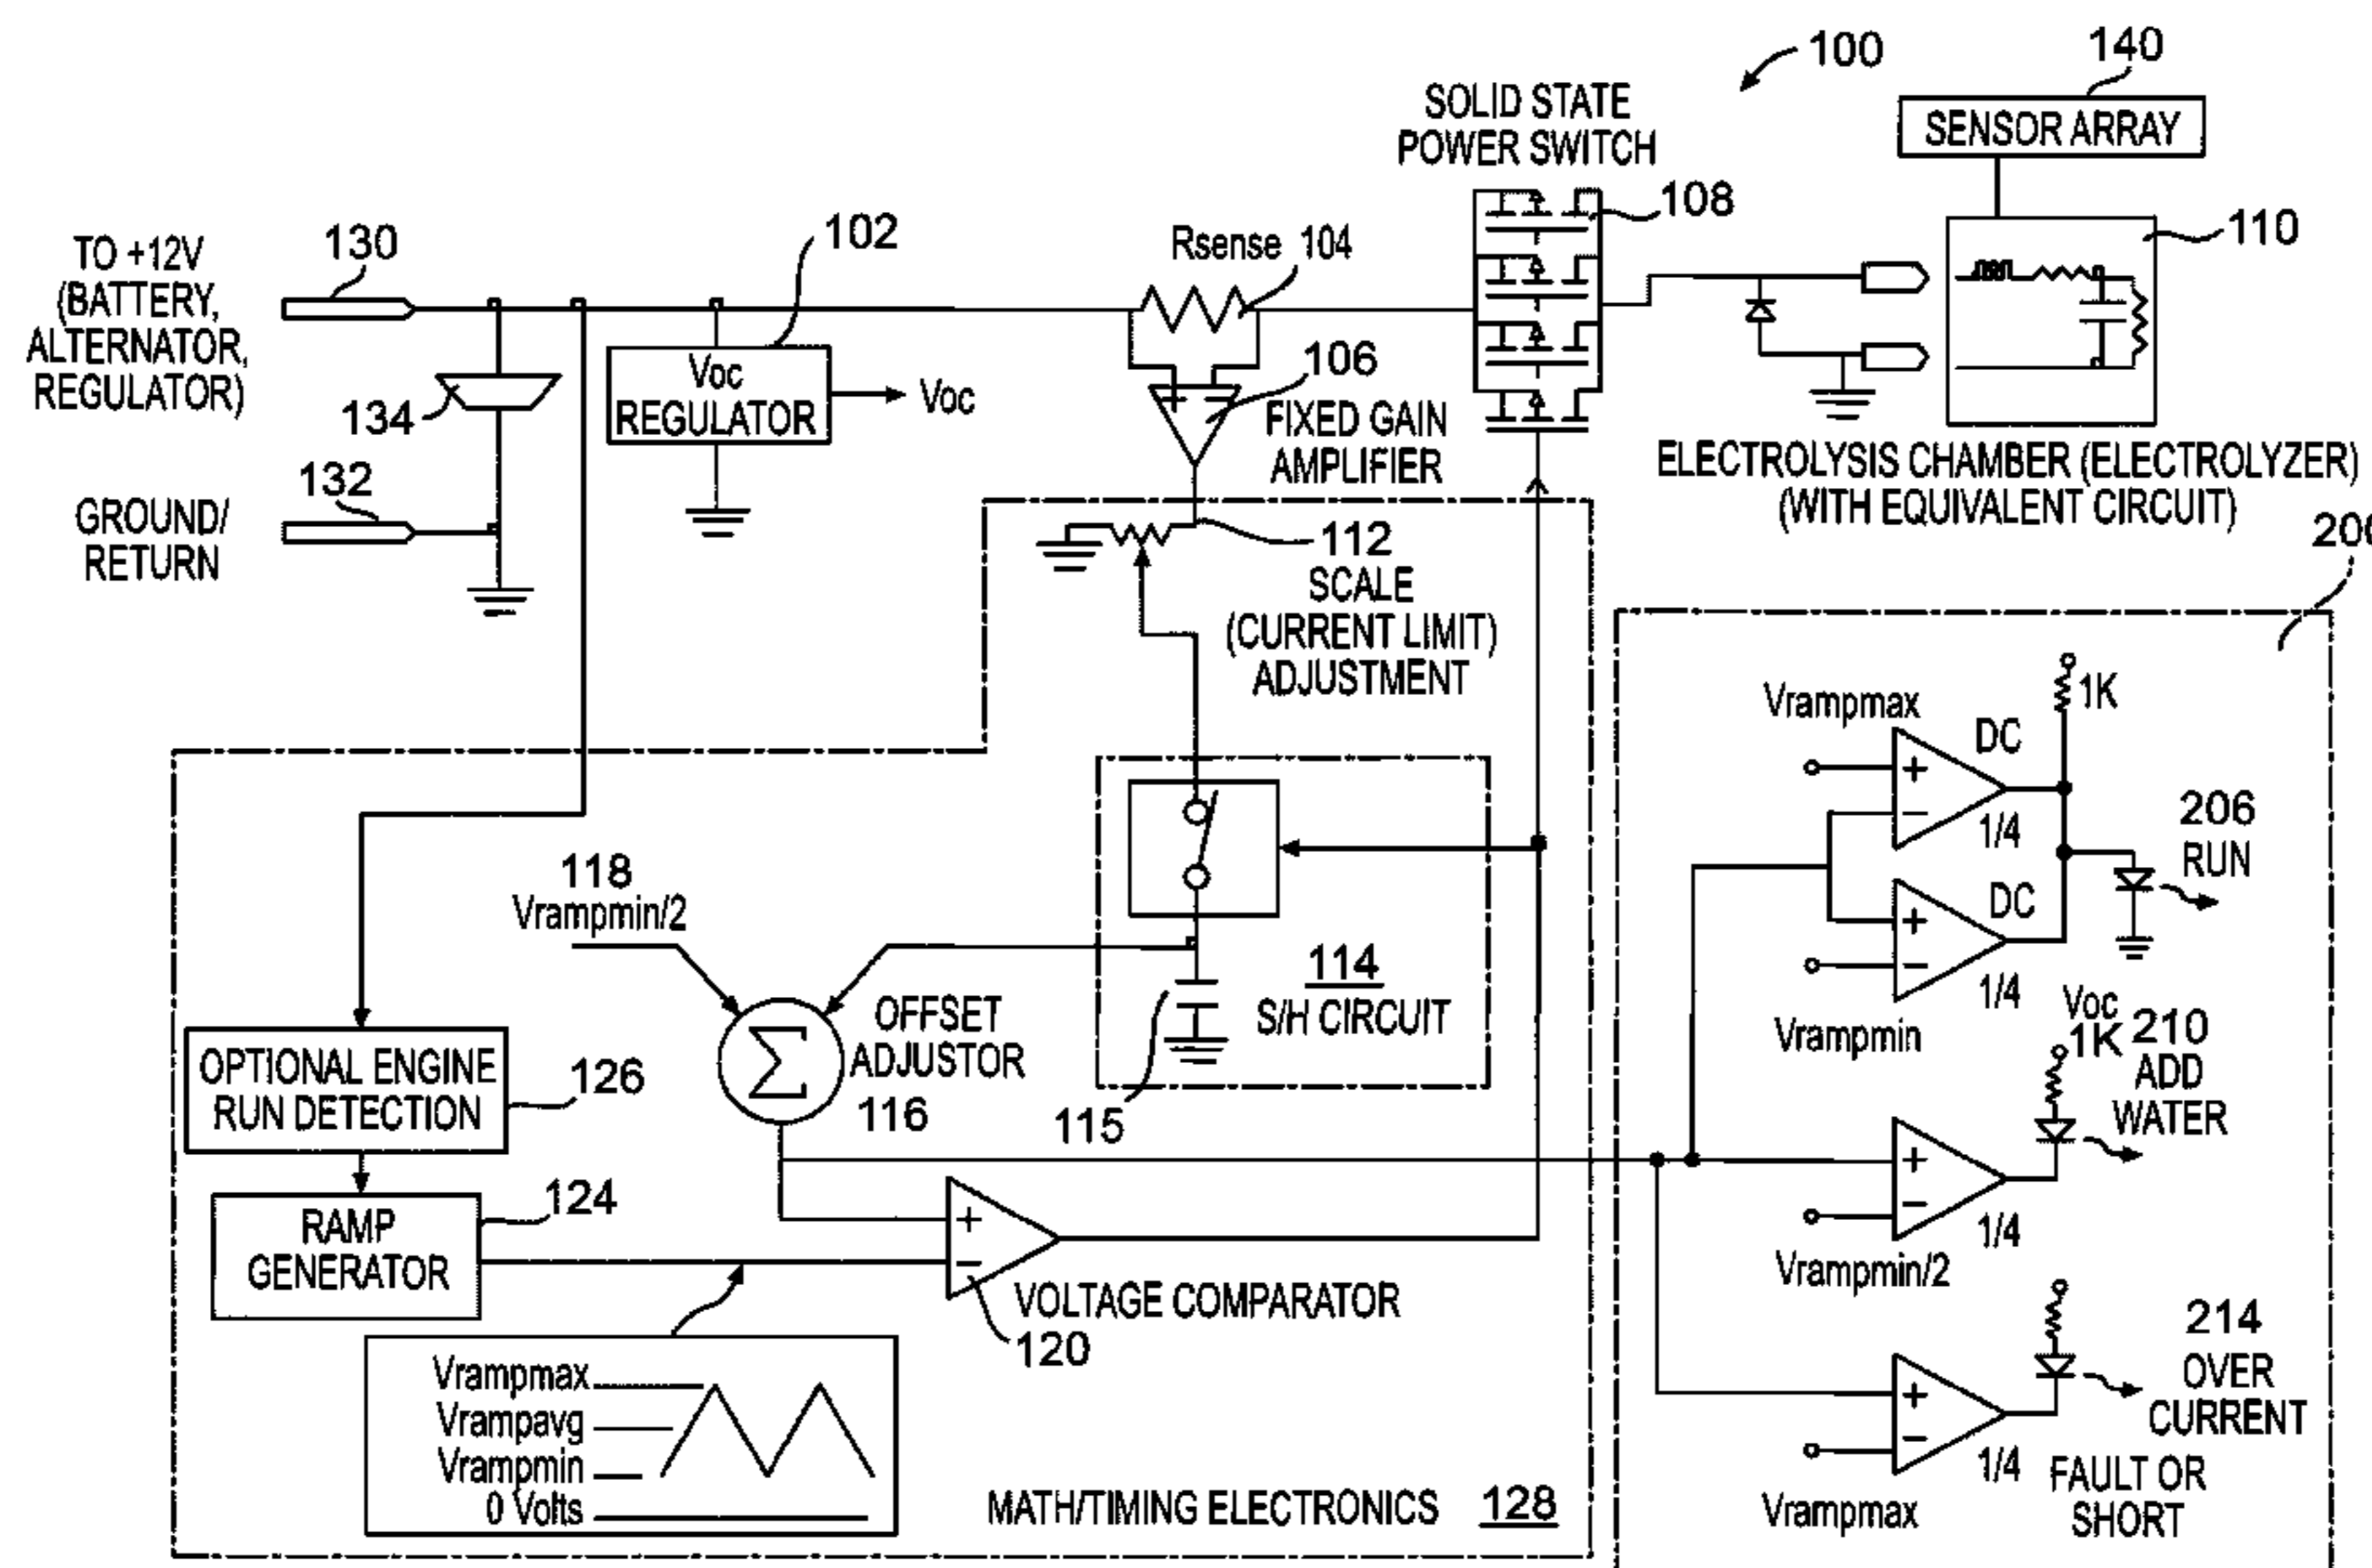 100
140
SENSOR ARRAY
SOLID STATE
POWER SWITCH
108
110
TO +12V
(BATTERY,
ALTERNATOR,
REGULATOR)
130
102
Voc
REGULATOR
Voc
Rsense 104
106
FIXED GAIN
AMPLIFIER
134
132
GROUND/
RETURN
ELECTROLYSIS CHAMBER (ELECTROLYZER)
(WITH EQUIVALENT CIRCUIT)
112
SCALE
(CURRENT LIMIT)
ADJUSTMENT
118
Vrampmin/2
OFFSET
ADJUSTOR
116
114
S/H CIRCUIT
115
OPTIONAL ENGINE
RUN DETECTION
126
RAMP
GENERATOR
124
+
−
VOLTAGE COMPARATOR
120
Vrampmax
Vrampavg
Vrampmin
0 Volts
MATH/TIMING ELECTRONICS 128
1K
Vrampmax
DC
+
−
1/4
206
RUN
DC
+
−
1/4
Vrampmin
Voc
1K
210
ADD
WATER
+
−
1/4
Vrampmin/2
214
OVER
CURRENT
+
−
1/4
FAULT OR
SHORT
Vrampmax